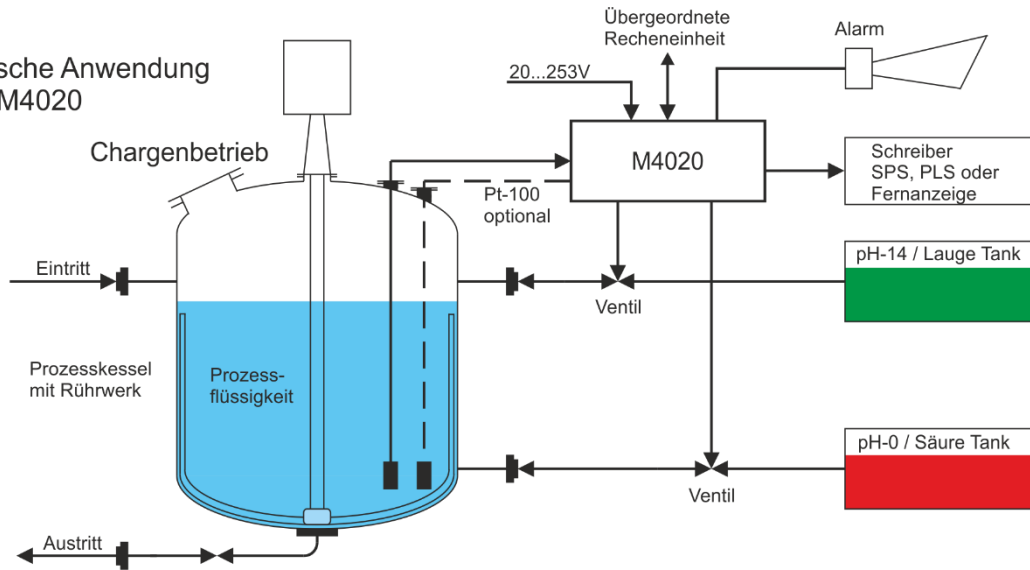 sche Anwendung
M4020
Chargenbetrieb
Übergeordnete
Recheneinheit
20...253V
Alarm
M4020
Schreiber
SPS, PLS oder
Fernanzeige
Pt-100
optional
Eintritt
Ventil
pH-14 / Lauge Tank
Prozesskessel
mit Rührwerk
Prozess-
flüssigkeit
pH-0 / Säure Tank
Ventil
Austritt